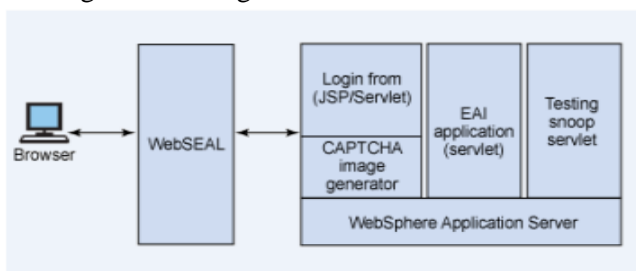 Browser
WebSEAL
Login from
(JSP/Servlet)
CAPTCHA
image
generator
EAI
application
(servlet)
Testing
snoop
servlet
WebSphere Application Server